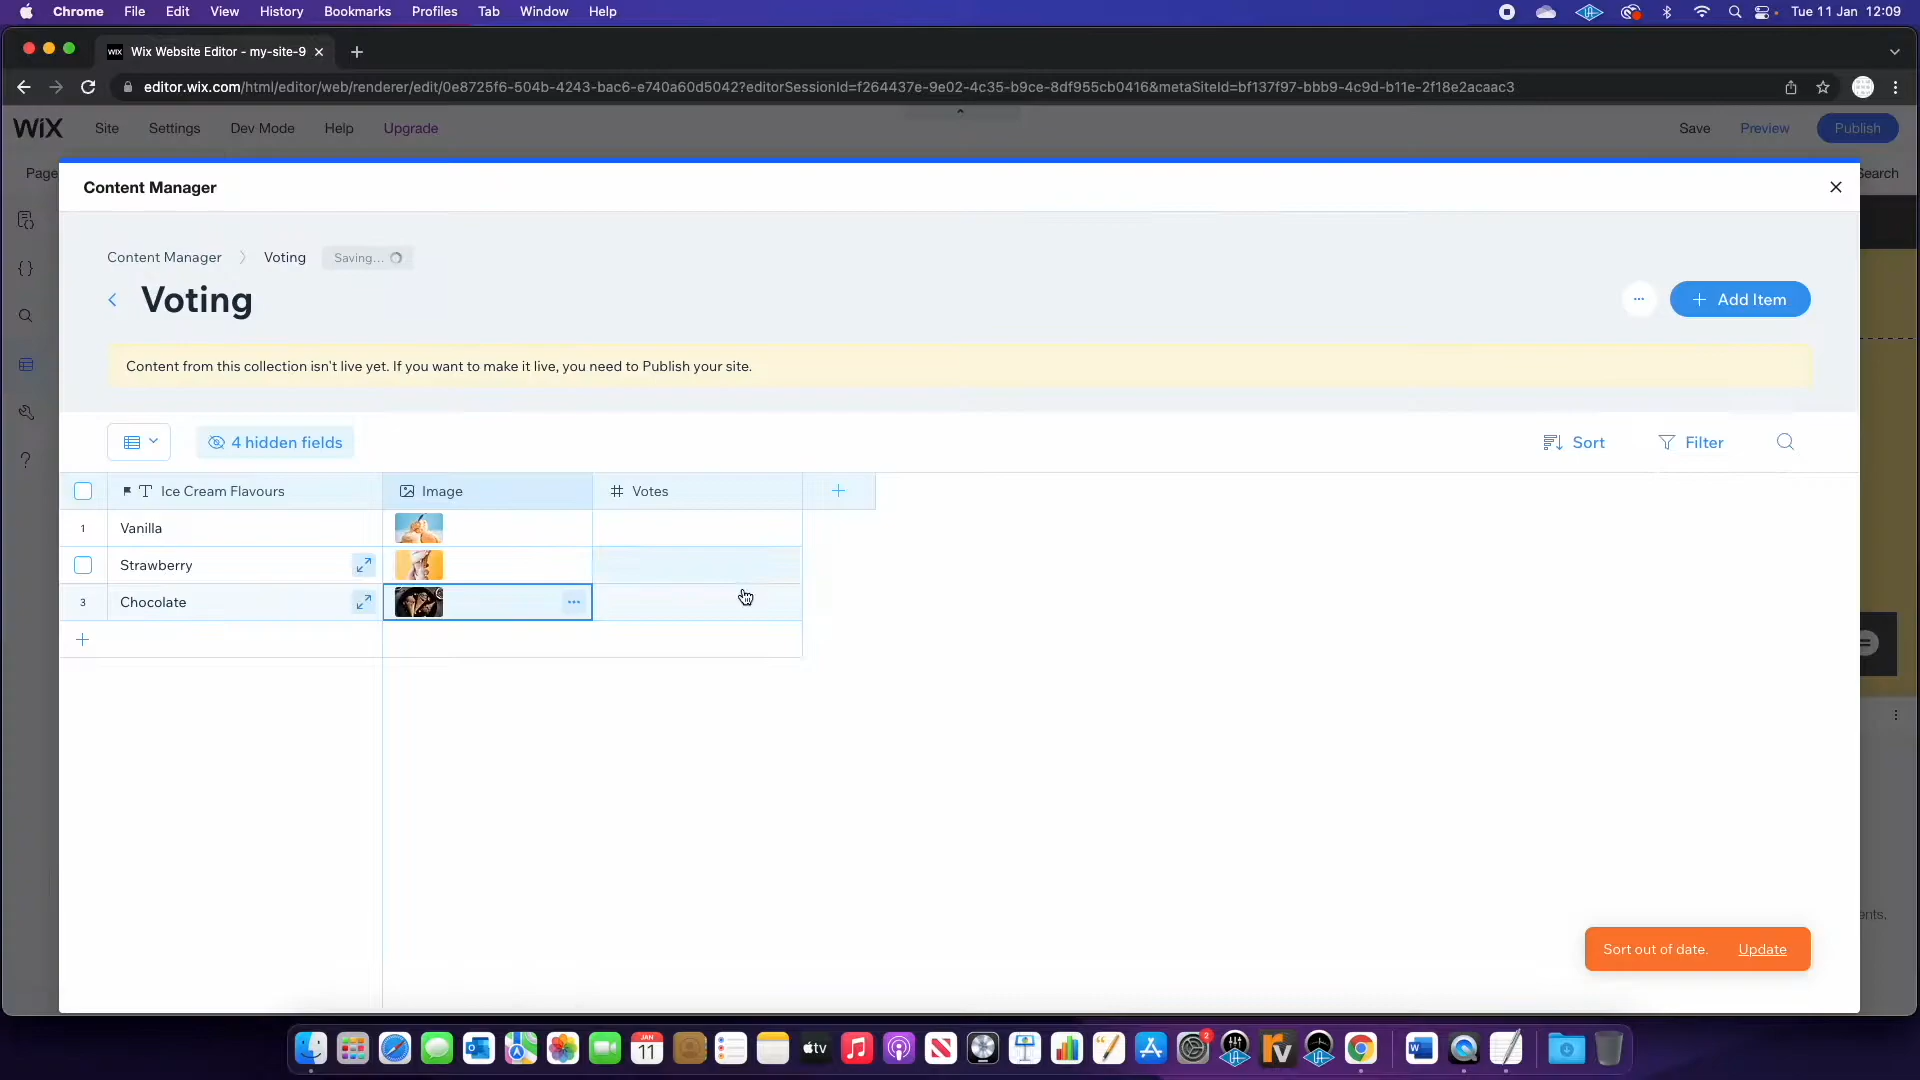 Chrome File Edit View History Bookmarks Profiles Tab Window Help Tue 11 Jan 12:09
WiX Wix Website Editor - my-site-9
editor.wix.com/html/editor/web/renderer/edit/0e8725f6-504b-4243-bac6-e740a60d5042?editorSessionId=f264437e-9e02-4c35-b9ce-8df955cb0416&metaSiteId=bf137f97-bbb9-4c9d-b11e-2f18e2acaac3
WiX Site Settings Dev Mode Help Upgrade Save Preview Publish
Page Search
Content Manager
Content Manager Voting Saving...
Voting
Add Item
Content from this collection isn't live yet. If you want to make it live, you need to Publish your site.
4 hidden fields Sort Filter
Ice Cream Flavours Image Votes
1 Vanilla
Strawberry
3 Chocolate
ents,
Sort out of date. Update
JAN
11
tv
2
W